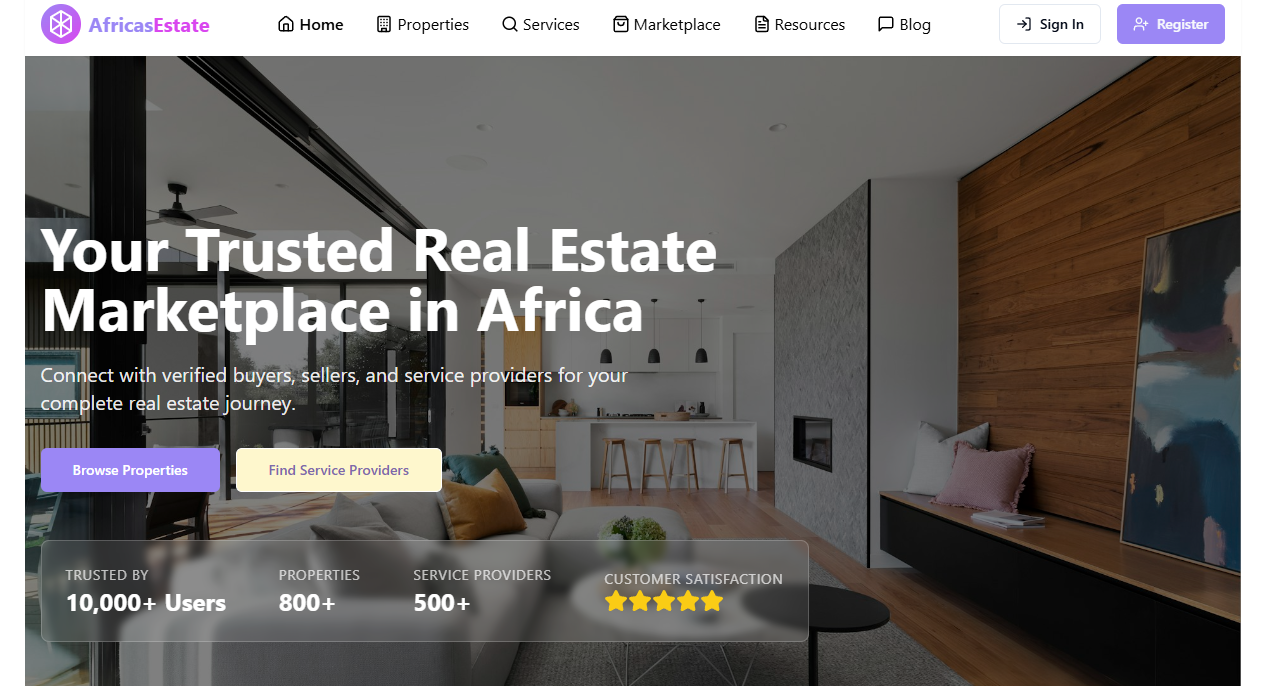 AfricasEstate
Home
Properties
Services
Marketplace
Resources
Blog
Sign In
Register
Your Trusted Real Estate
Marketplace in Africa
Connect with verified buyers, sellers, and service providers for your
complete real estate journey.
Browse Properties
Find Service Providers
TRUSTED BY
10,000+ Users
PROPERTIES
800+
SERVICE PROVIDERS
500+
CUSTOMER SATISFACTION